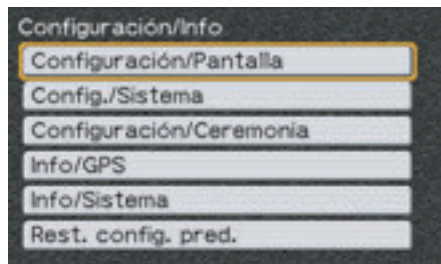 Configuración/Info
Configuración/Pantalla
Config./Sistema
Configuración/Ceremonia
Info/GPS
Info/Sistema
Rest. config. pred.